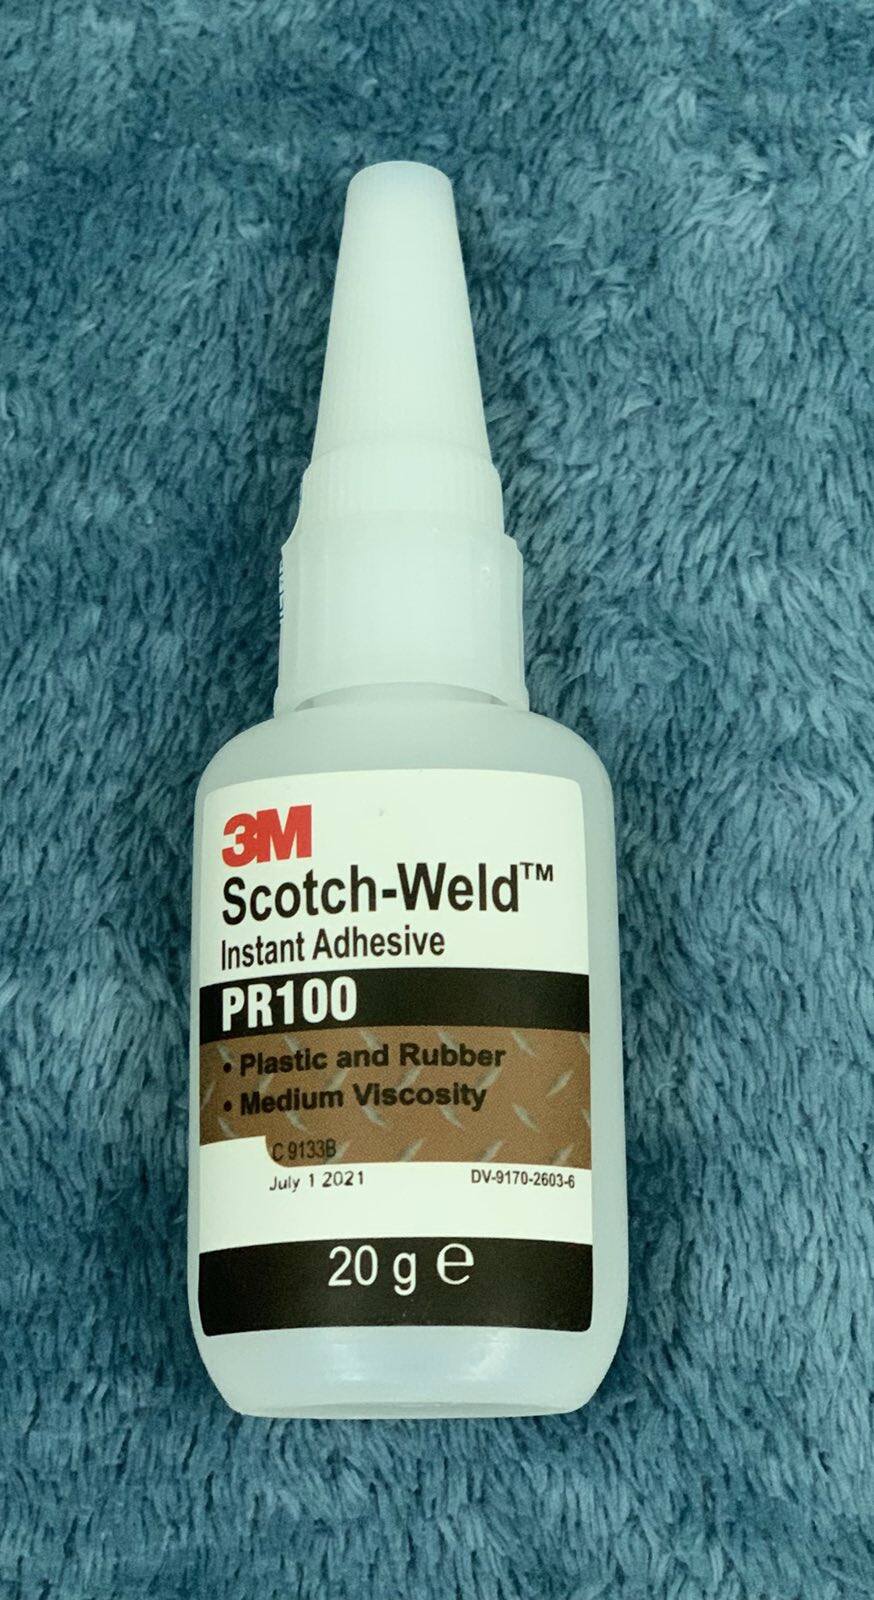 3M
Scotch-Weld™
Instant Adhesive
PR100
• Plastic and Rubber
• Medium Viscosity
C 9133B
July 1 2021
DV-9170-2603-6
20 g ℮